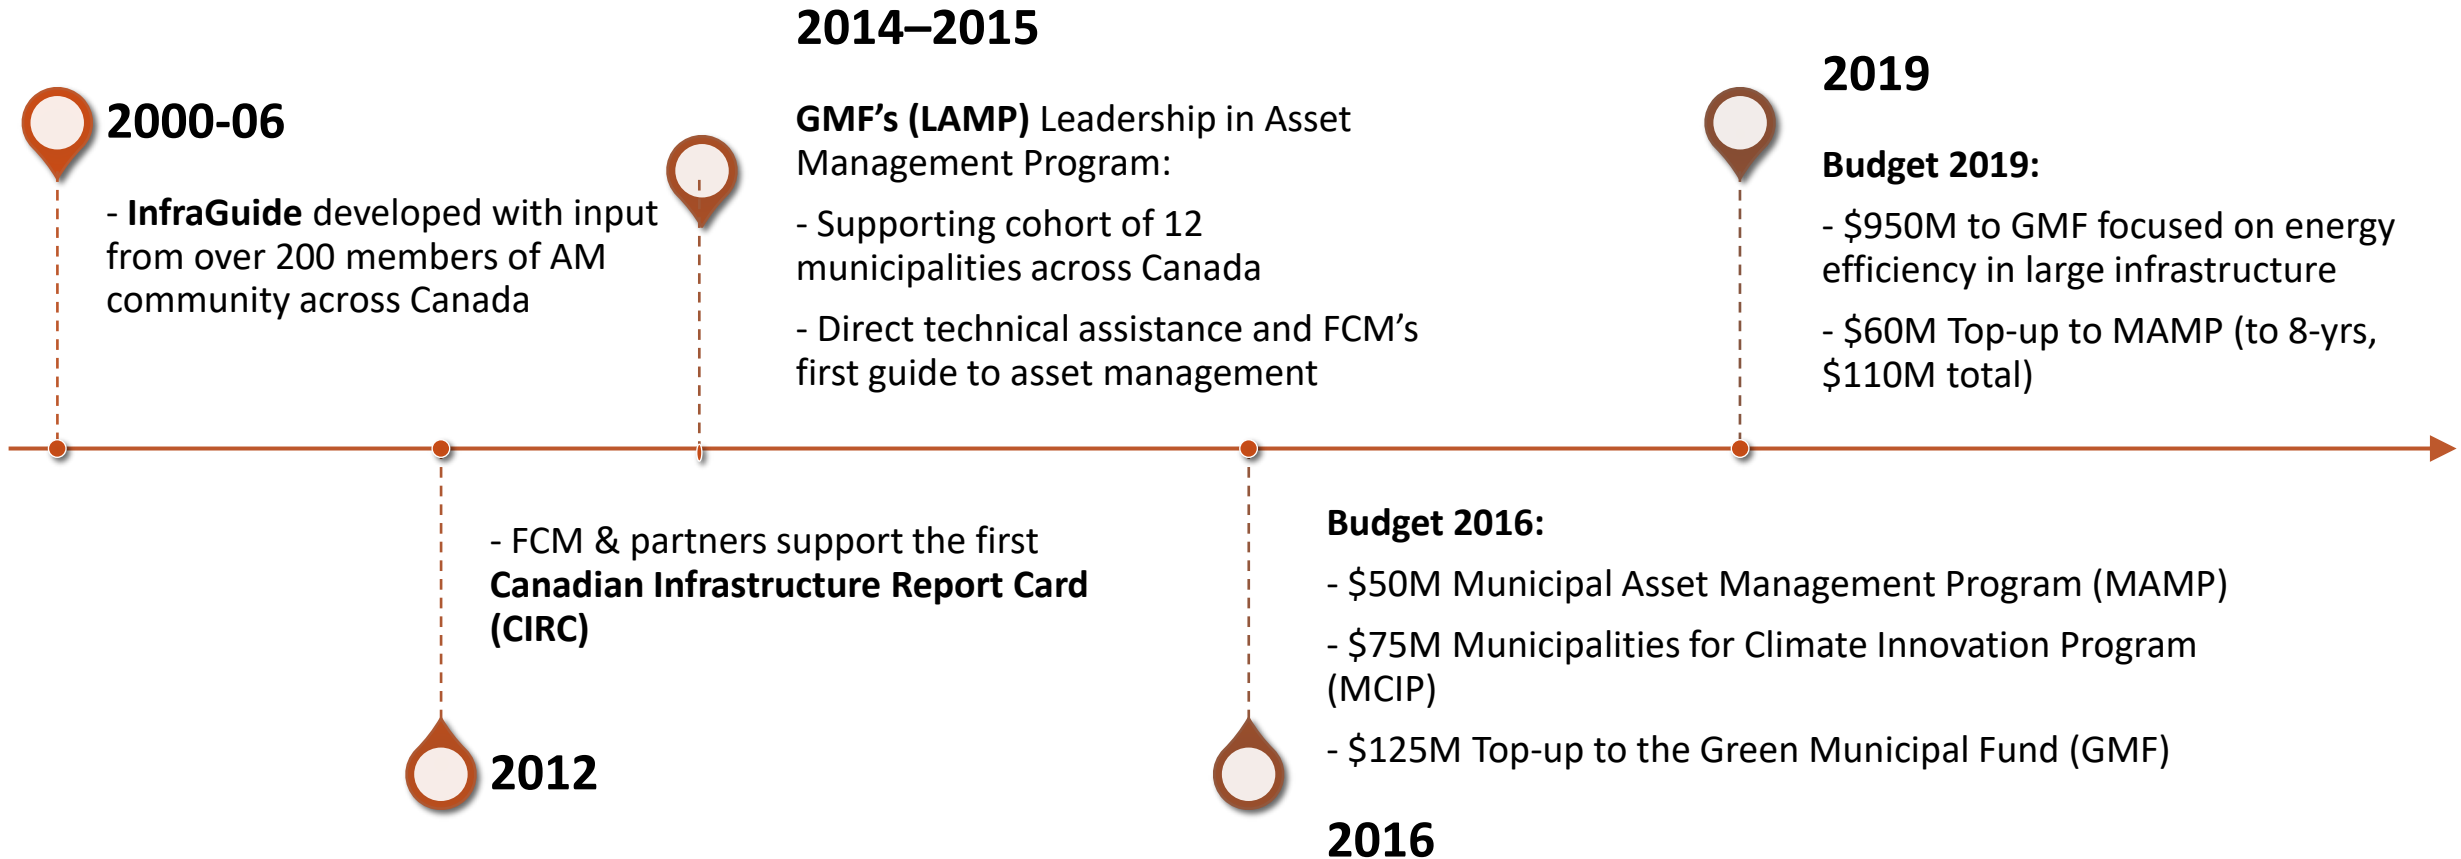 2000-06
- InfraGuide developed with input
from over 200 members of AM
community across Canada
- FCM & partners support the first
Canadian Infrastructure Report Card
(CIRC)
2012
2014–2015
GMF’s (LAMP) Leadership in Asset
Management Program:
- Supporting cohort of 12
municipalities across Canada
- Direct technical assistance and FCM’s
first guide to asset management
Budget 2016:
- $50M Municipal Asset Management Program (MAMP)
- $75M Municipalities for Climate Innovation Program
(MCIP)
- $125M Top-up to the Green Municipal Fund (GMF)
2016
2019
Budget 2019:
- $950M to GMF focused on energy
efficiency in large infrastructure
- $60M Top-up to MAMP (to 8-yrs,
$110M total)